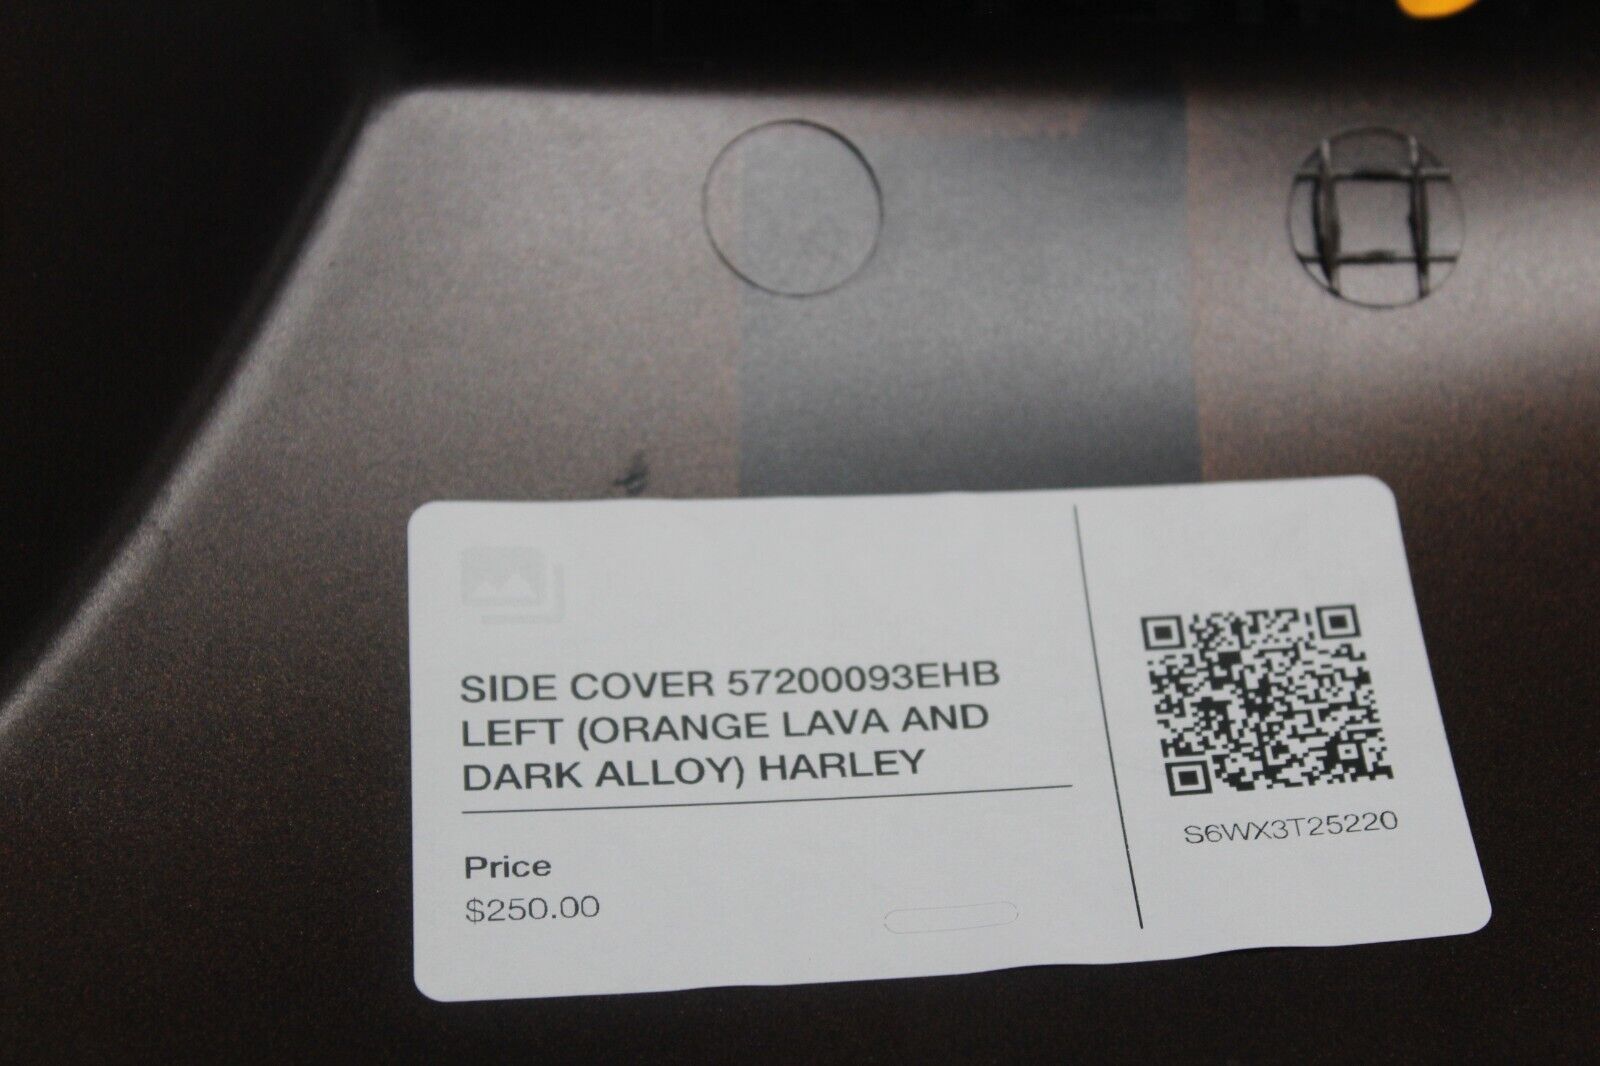 SIDE COVER 57200093EHB
LEFT (ORANGE LAVA AND
DARK ALLOY) HARLEY
Price
$250.00
S6WX3T25220